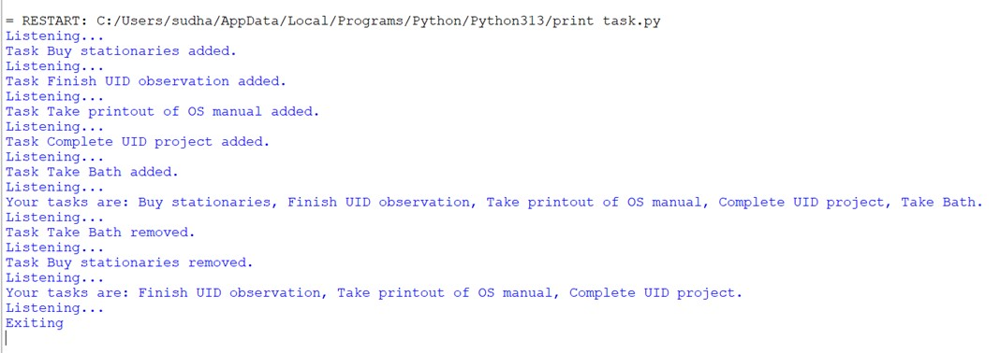 = RESTART: C:/Users/sudha/AppData/Local/Programs/Python/Python313/print task.py
Listening...
Task Buy stationaries added.
Listening...
Task Finish UID observation added.
Listening...
Task Take printout of OS manual added.
Listening...
Task Complete UID project added.
Listening...
Task Take Bath added.
Listening...
Your tasks are: Buy stationaries, Finish UID observation, Take printout of OS manual, Complete UID project, Take Bath.
Listening...
Task Take Bath removed.
Listening...
Task Buy stationaries removed.
Listening...
Your tasks are: Finish UID observation, Take printout of OS manual, Complete UID project.
Listening...
Exiting